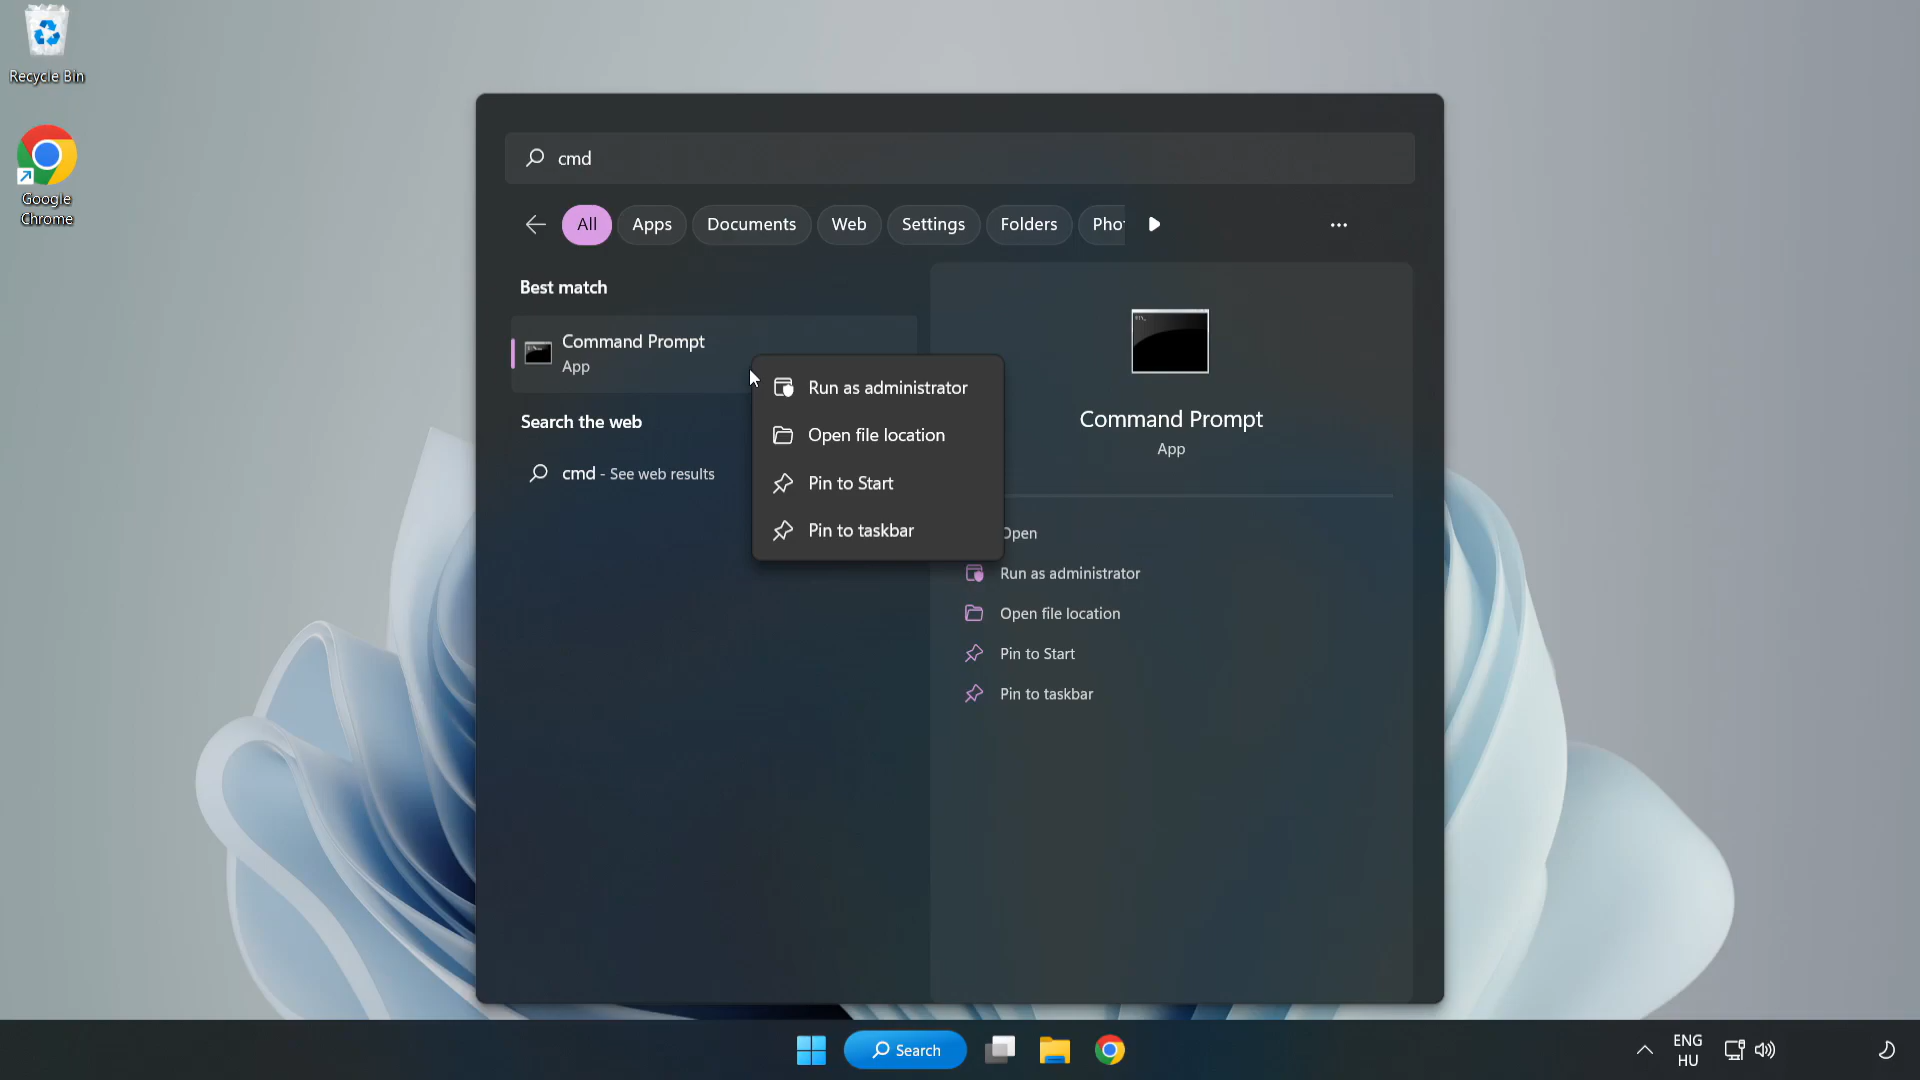 Recycle Bin
Google
Chrome
cmd
All
Apps
Documents
Web
Settings
Folders
Best match
Command Prompt
App
Search the web
cmd - See web results
Run as administrator
Open file location
Pin to Start
Pin to taskbar
Command Prompt
App
Open
Run as administrator
Open file location
Pin to Start
Pin to taskbar
Search
ENG
HU